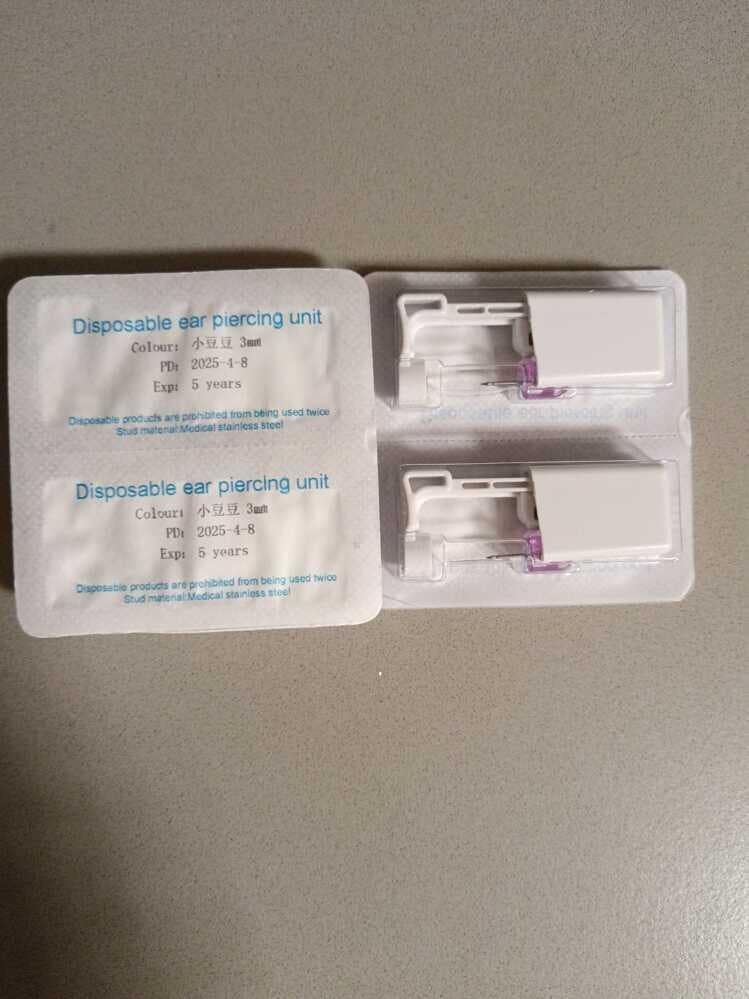 Disposable ear piercing unit
Colour: 小豆豆 3mm
PD: 2025-4-8
Exp: 5 years
Disposable products are prohibited from being used twice
Stud material:Medical stainless steel
Disposable ear piercing unit
Colour: 小豆豆 3mm
PD: 2025-4-8
Exp: 5 years
Disposable products are prohibited from being used twice
Stud material:Medical stainless steel